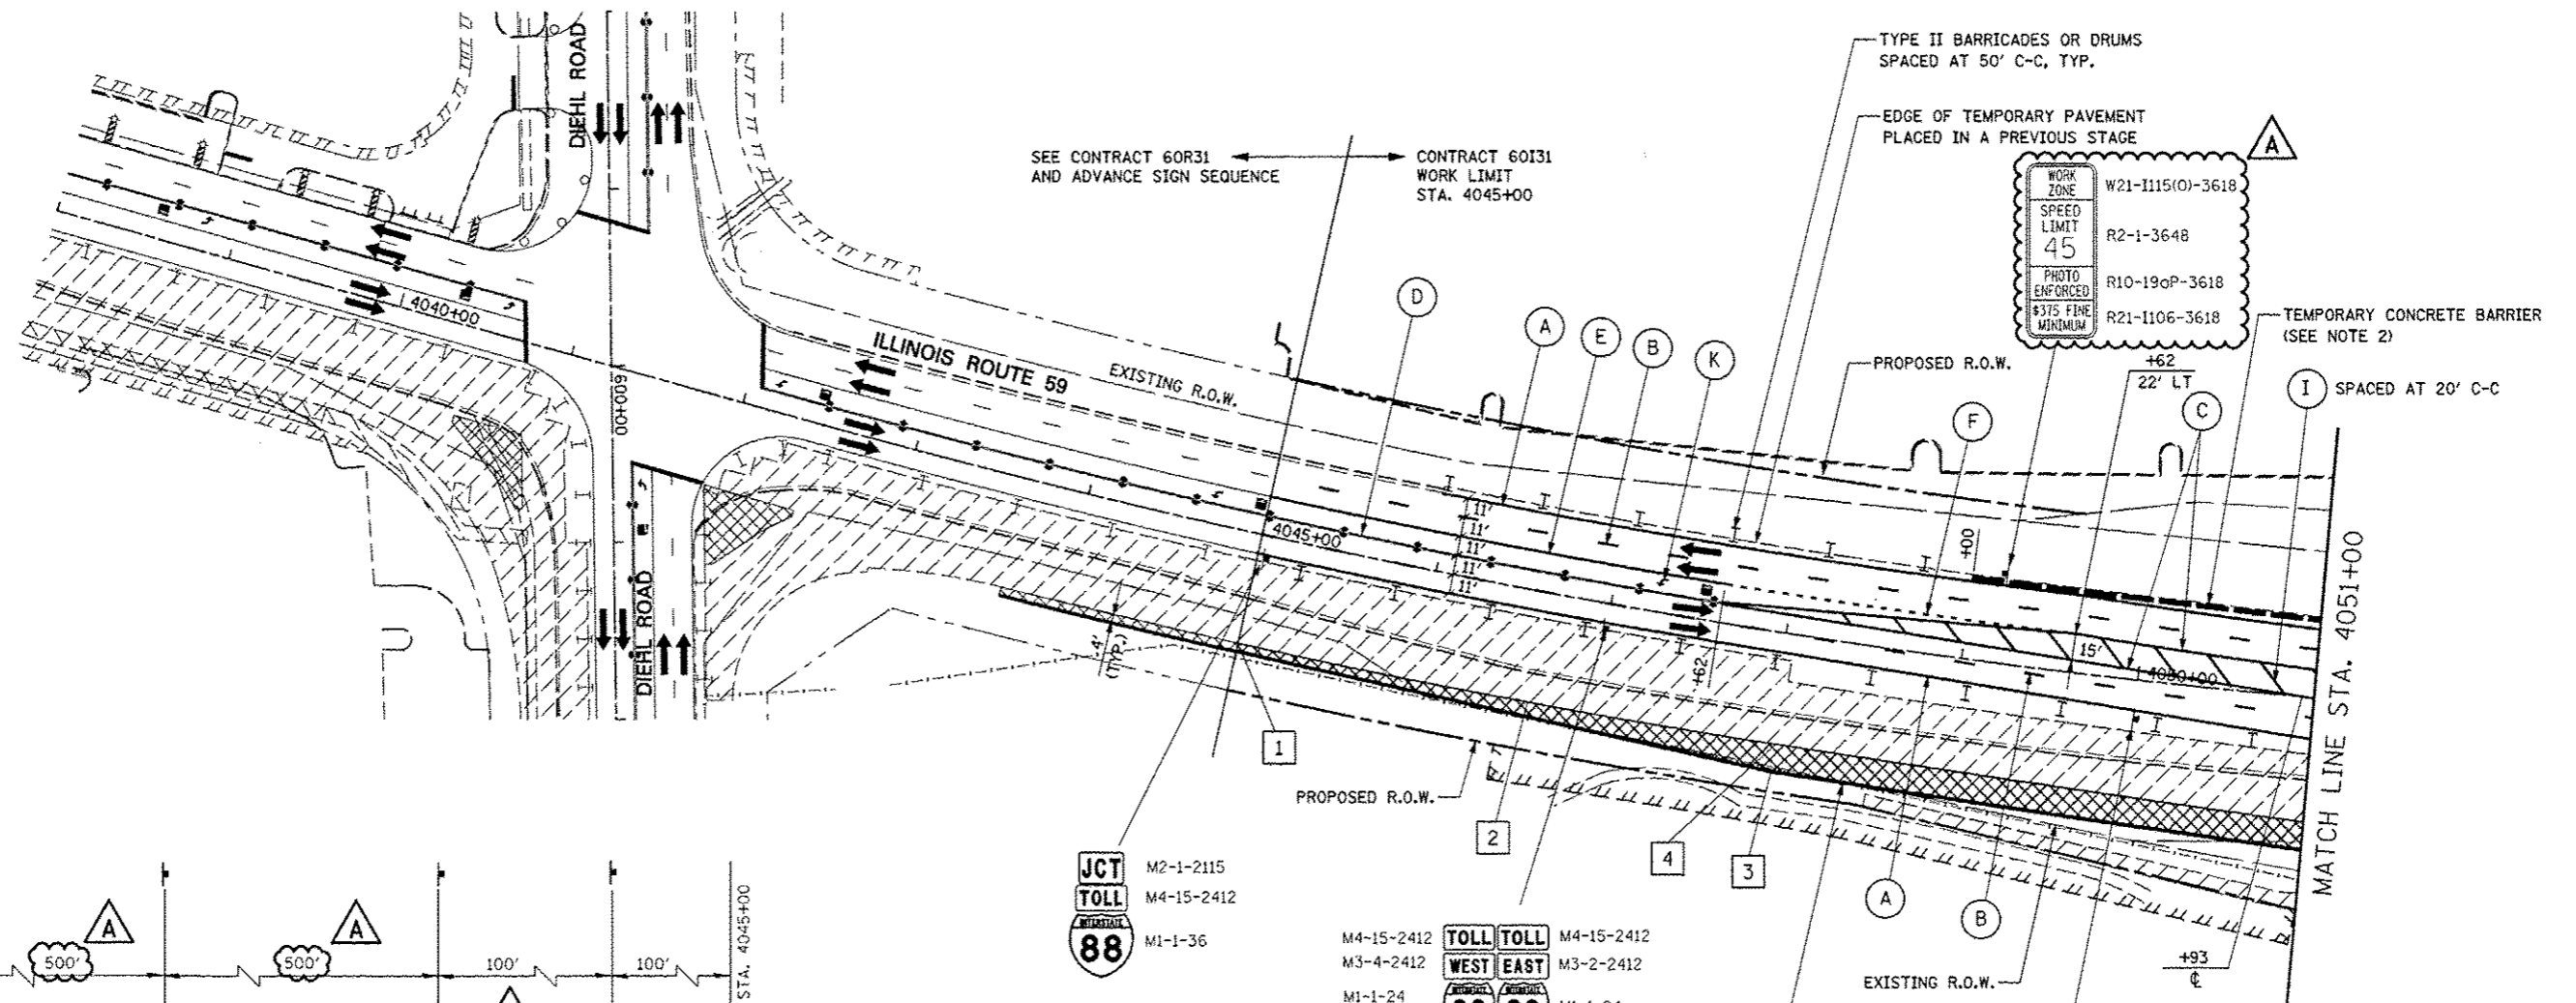 DIEHL ROAD
TYPE II BARRICADES OR DRUMS
SPACED AT 50' C-C, TYP.
EDGE OF TEMPORARY PAVEMENT
PLACED IN A PREVIOUS STAGE
A
SEE CONTRACT 60R31
AND ADVANCE SIGN SEQUENCE
CONTRACT 60I31
WORK LIMIT
STA. 4045+00
WORK
ZONE
W21-I115(O)-3618
SPEED
LIMIT
45
R2-1-3648
PHOTO
ENFORCED
R10-19aP-3618
$375 FINE
MINIMUM
R21-I106-3618
TEMPORARY CONCRETE BARRIER
(SEE NOTE 2)
PROPOSED R.O.W.
+62
22' LT
I SPACED AT 20' C-C
D
A
E
B
K
F
C
4040+00
600+00
ILLINOIS ROUTE 59
EXISTING R.O.W.
11'
11'
11'
11'
11'
4045+00
+00
+62
15'
4050+00
MATCH LINE STA. 4051+00
DIEHL ROAD
4'
(TYP.)
1
PROPOSED R.O.W.
2
4
3
A
B
JCT M2-1-2115
TOLL M4-15-2412
INTERSTATE
88 M1-1-36
M4-15-2412 TOLL TOLL M4-15-2412
M3-4-2412 WEST EAST M3-2-2412
M1-1-24
EXISTING R.O.W.
+93
℄
A
A
500'
500'
100'
100'
STA. 4045+00